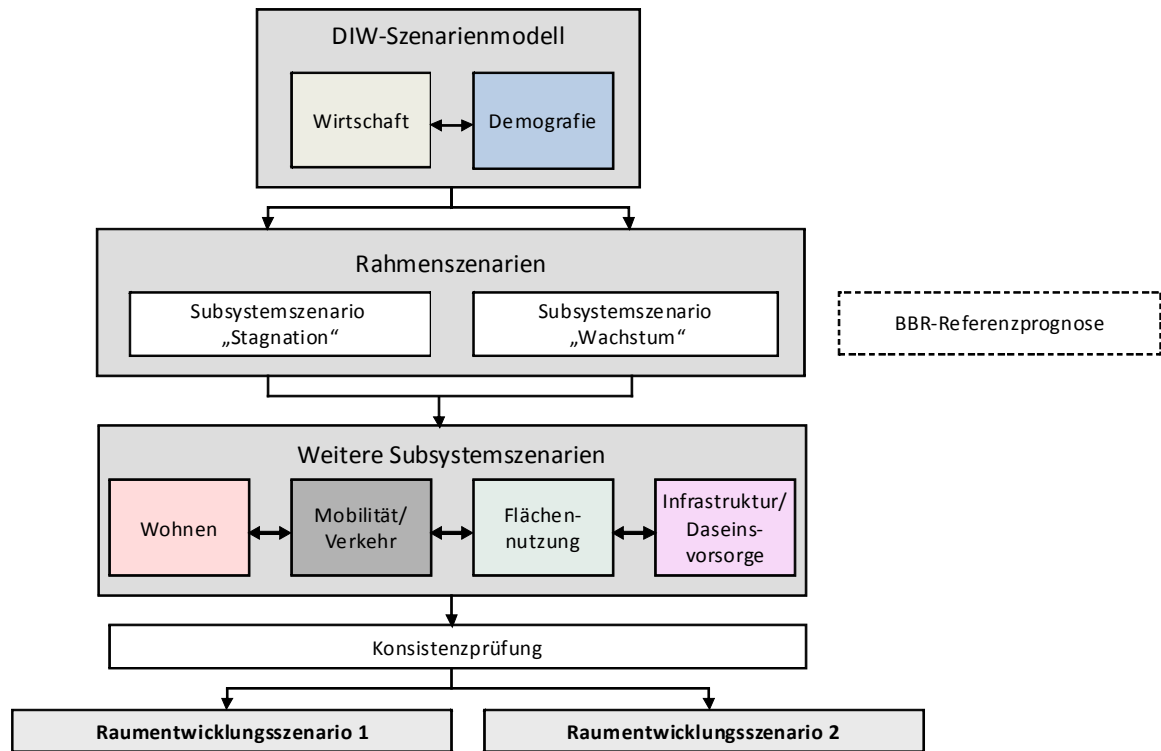 DIW-Szenarienmodell
Wirtschaft
Demografie
Rahmenszenarien
Subsystemszenario
„Stagnation“
Subsystemszenario
„Wachstum“
BBR-Referenzprognose
Weitere Subsystemszenarien
Wohnen
Mobilität/
Verkehr
Flächen-
nutzung
Infrastruktur/
Daseins-
vorsorge
Konsistenzprüfung
Raumentwicklungsszenario 1
Raumentwicklungsszenario 2